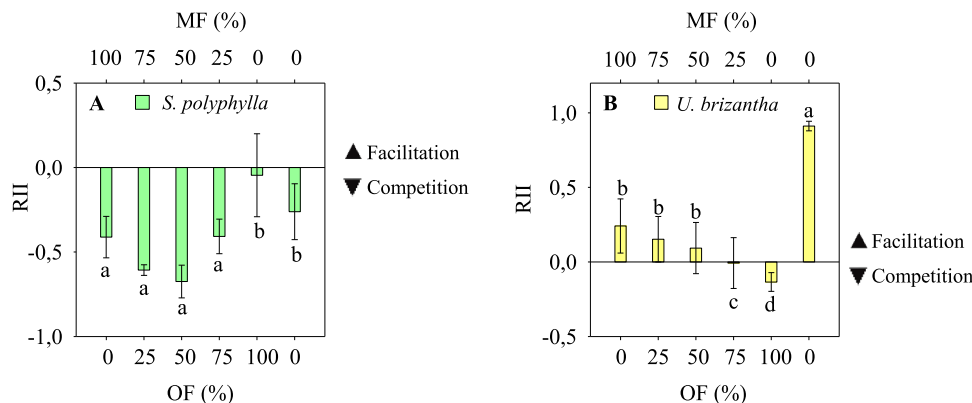 MF (%)
100 75 50 25 0 0
0,5
A S. polyphylla
0,0
RII
-0,5
-1,0
a a a a b b
0 25 50 75 100 0
OF (%)
Facilitation
Competition
MF (%)
100 75 50 25 0 0
B U. brizantha
a
1,0
b b b
0,5
RII
0,0
c d
-0,5
0 25 50 75 100 0
OF (%)
Facilitation
Competition